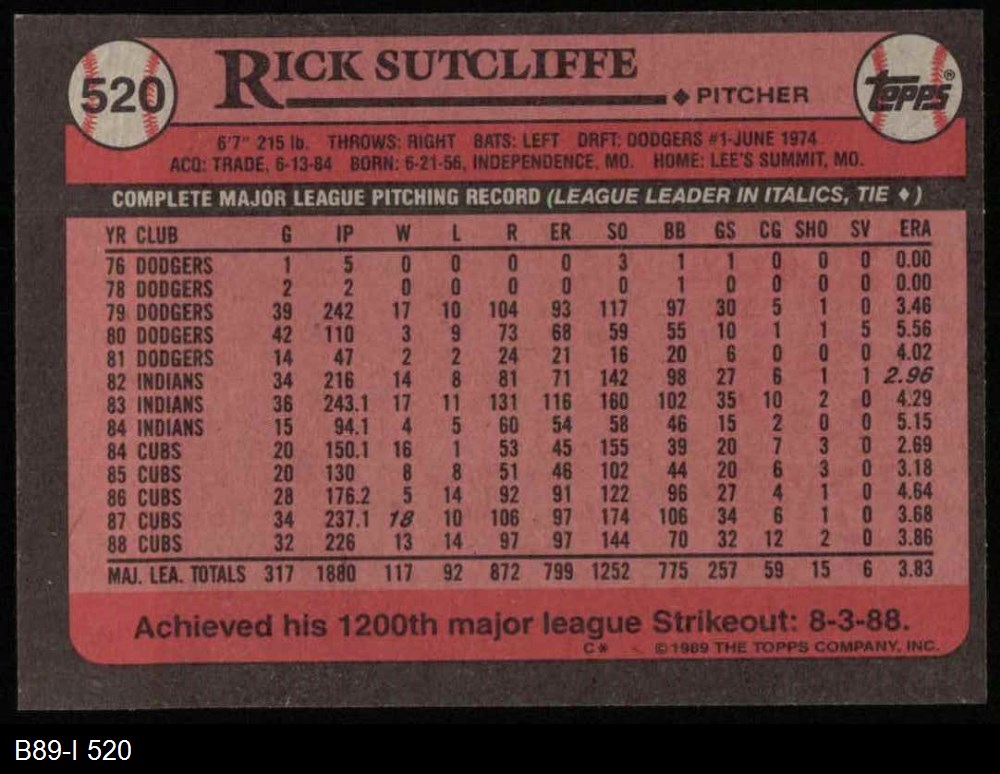 520
RICK SUTCLIFFE
◆ PITCHER
Topps®
6'7" 215 lb. THROWS: RIGHT BATS: LEFT DRFT: DODGERS #1-JUNE 1974
ACQ: TRADE, 6-13-84 BORN: 6-21-56, INDEPENDENCE, MO. HOME: LEE'S SUMMIT, MO.
COMPLETE MAJOR LEAGUE PITCHING RECORD (LEAGUE LEADER IN ITALICS, TIE ♦)
YR CLUB G IP W L R ER SO BB GS CG SHO SV ERA
76 DODGERS 1 5 0 0 0 0 3 1 1 0 0 0 0.00
78 DODGERS 2 2 0 0 0 0 0 1 0 0 0 0 0.00
79 DODGERS 39 242 17 10 104 93 117 97 30 5 1 0 3.46
80 DODGERS 42 110 3 9 73 68 59 55 10 1 1 5 5.56
81 DODGERS 14 47 2 2 24 21 16 20 6 0 0 0 4.02
82 INDIANS 34 216 14 8 81 71 142 98 27 6 1 1 2.96
83 INDIANS 36 243.1 17 11 131 116 160 102 35 10 2 0 4.29
84 INDIANS 15 94.1 4 5 60 54 58 46 15 2 0 0 5.15
84 CUBS 20 150.1 16 1 53 45 155 39 20 7 3 0 2.69
85 CUBS 20 130 8 8 51 46 102 44 20 6 3 0 3.18
86 CUBS 28 176.2 5 14 92 91 122 96 27 4 1 0 4.64
87 CUBS 34 237.1 18 10 106 97 174 106 34 6 1 0 3.68
88 CUBS 32 226 13 14 97 97 144 70 32 12 2 0 3.86
MAJ. LEA. TOTALS 317 1880 117 92 872 799 1252 775 257 59 15 6 3.83
Achieved his 1200th major league Strikeout: 8-3-88.
C* ©1989 THE TOPPS COMPANY, INC.
B89-I 520